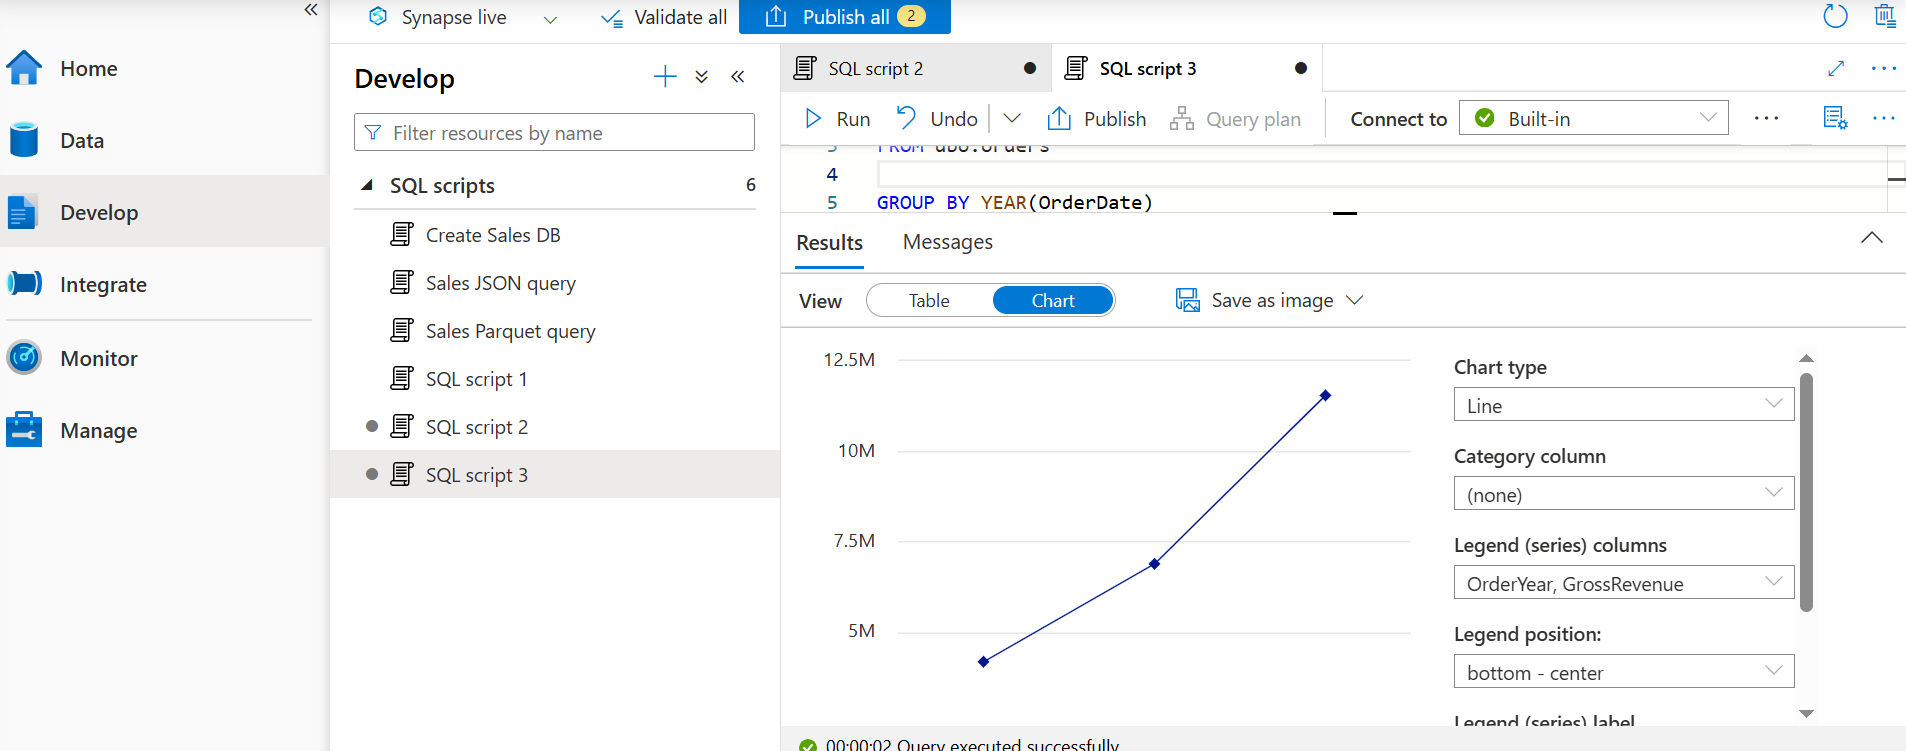 Synapse live
Validate all
Publish all 2
Home
Data
Develop
Integrate
Monitor
Manage
Develop
Filter resources by name
SQL scripts 6
Create Sales DB
Sales JSON query
Sales Parquet query
SQL script 1
SQL script 2
SQL script 3
SQL script 2
SQL script 3
Run
Undo
Publish
Query plan
Connect to
Built-in
3 FROM dbo.Orders
4
5 GROUP BY YEAR(OrderDate)
Results
Messages
View
Table
Chart
Save as image
12.5M
10M
7.5M
5M
Chart type
Line
Category column
(none)
Legend (series) columns
OrderYear, GrossRevenue
Legend position:
bottom - center
Legend (series) label
00:00:02 Query executed successfully